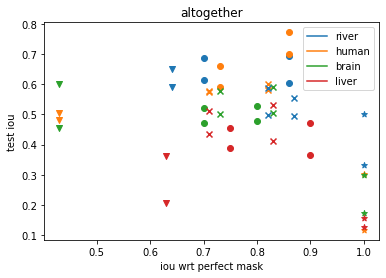 altogether
river
human
brain
liver
test iou
0.8
0.7
0.6
0.5
0.4
0.3
0.2
0.1
0.5
0.6
0.7
0.8
0.9
1.0
iou wrt perfect mask